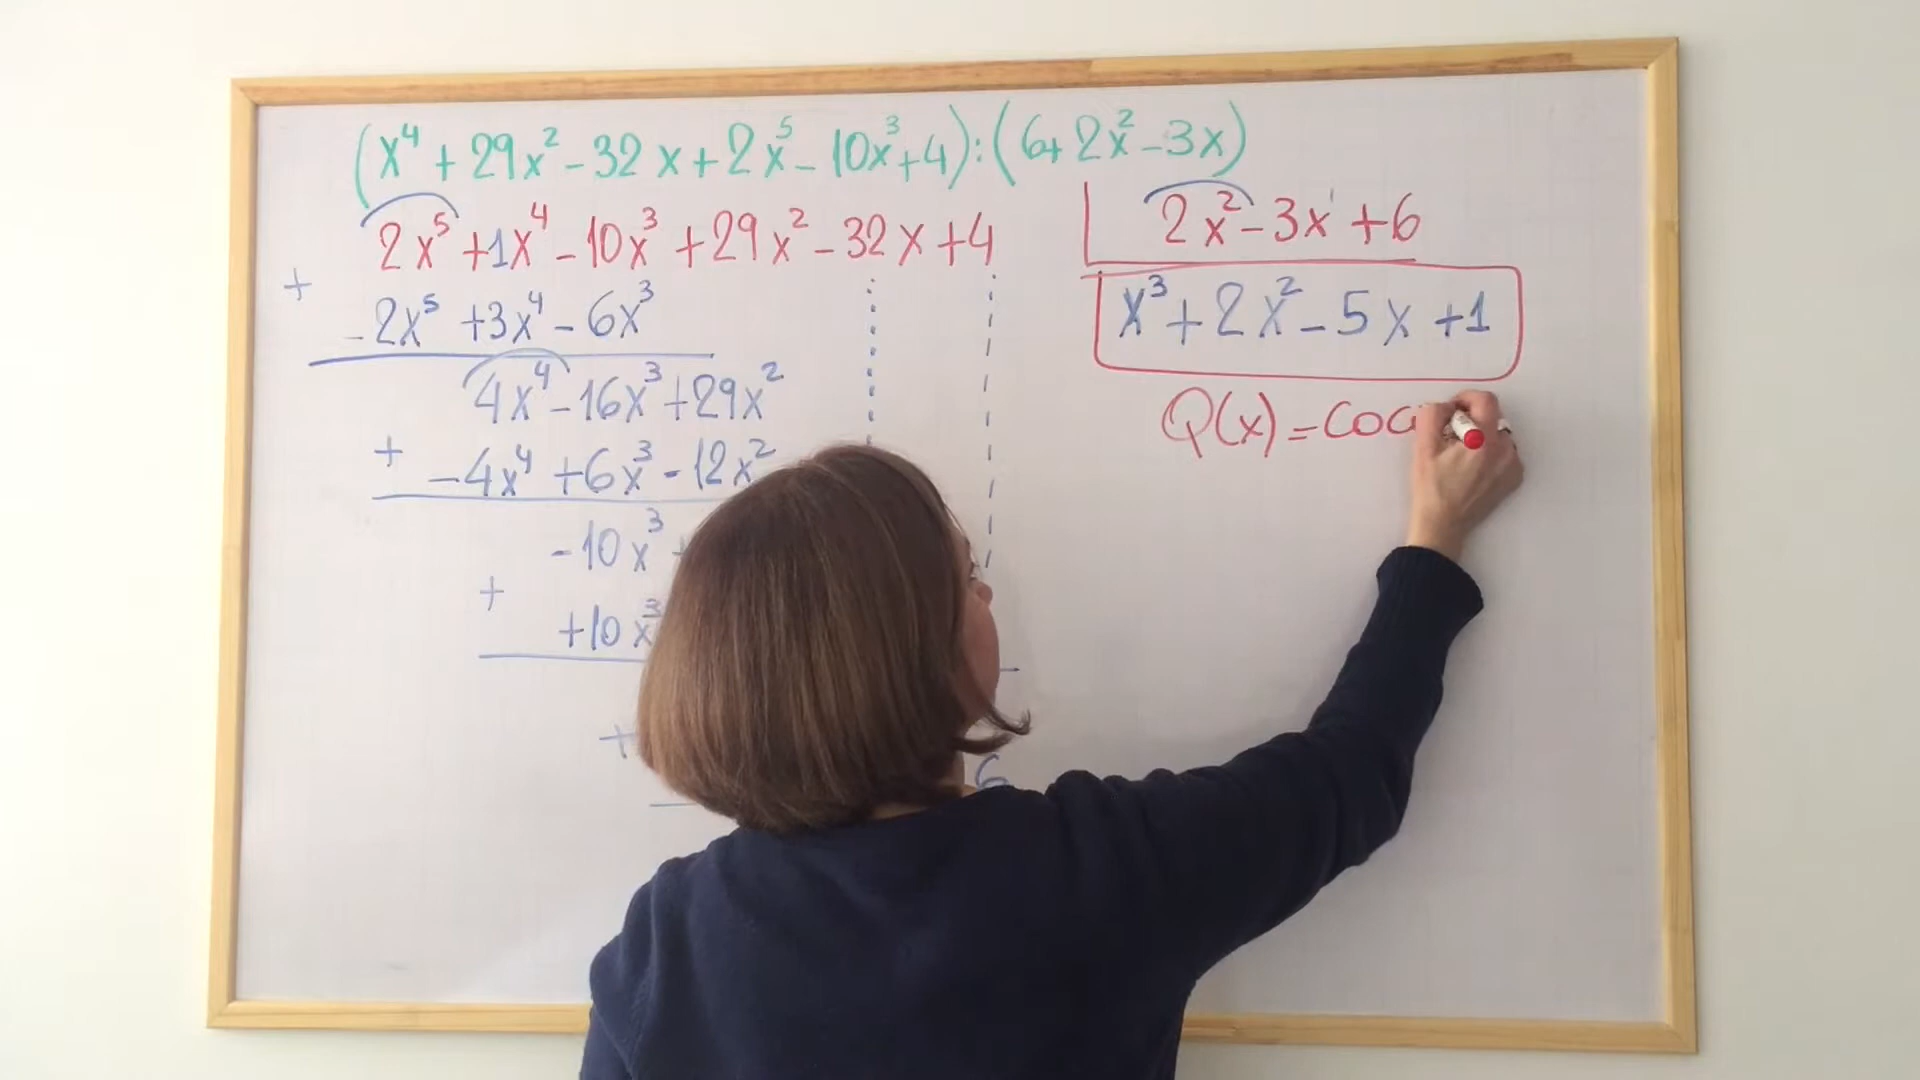 (x⁴ + 29x² - 32x + 2x⁵ - 10x³ + 4) : (6 + 2x² - 3x)
2x⁵ + 1x⁴ - 10x³ + 29x² - 32x + 4
2x² - 3x + 6
+
- 2x⁵ + 3x⁴ - 6x³
x³ + 2x² - 5x + 1
4x⁴ - 16x³ + 29x²
Q(x) =
+
- 4x⁴ + 6x³ - 12x²
- 10x³
+
+ 10x³
+
6